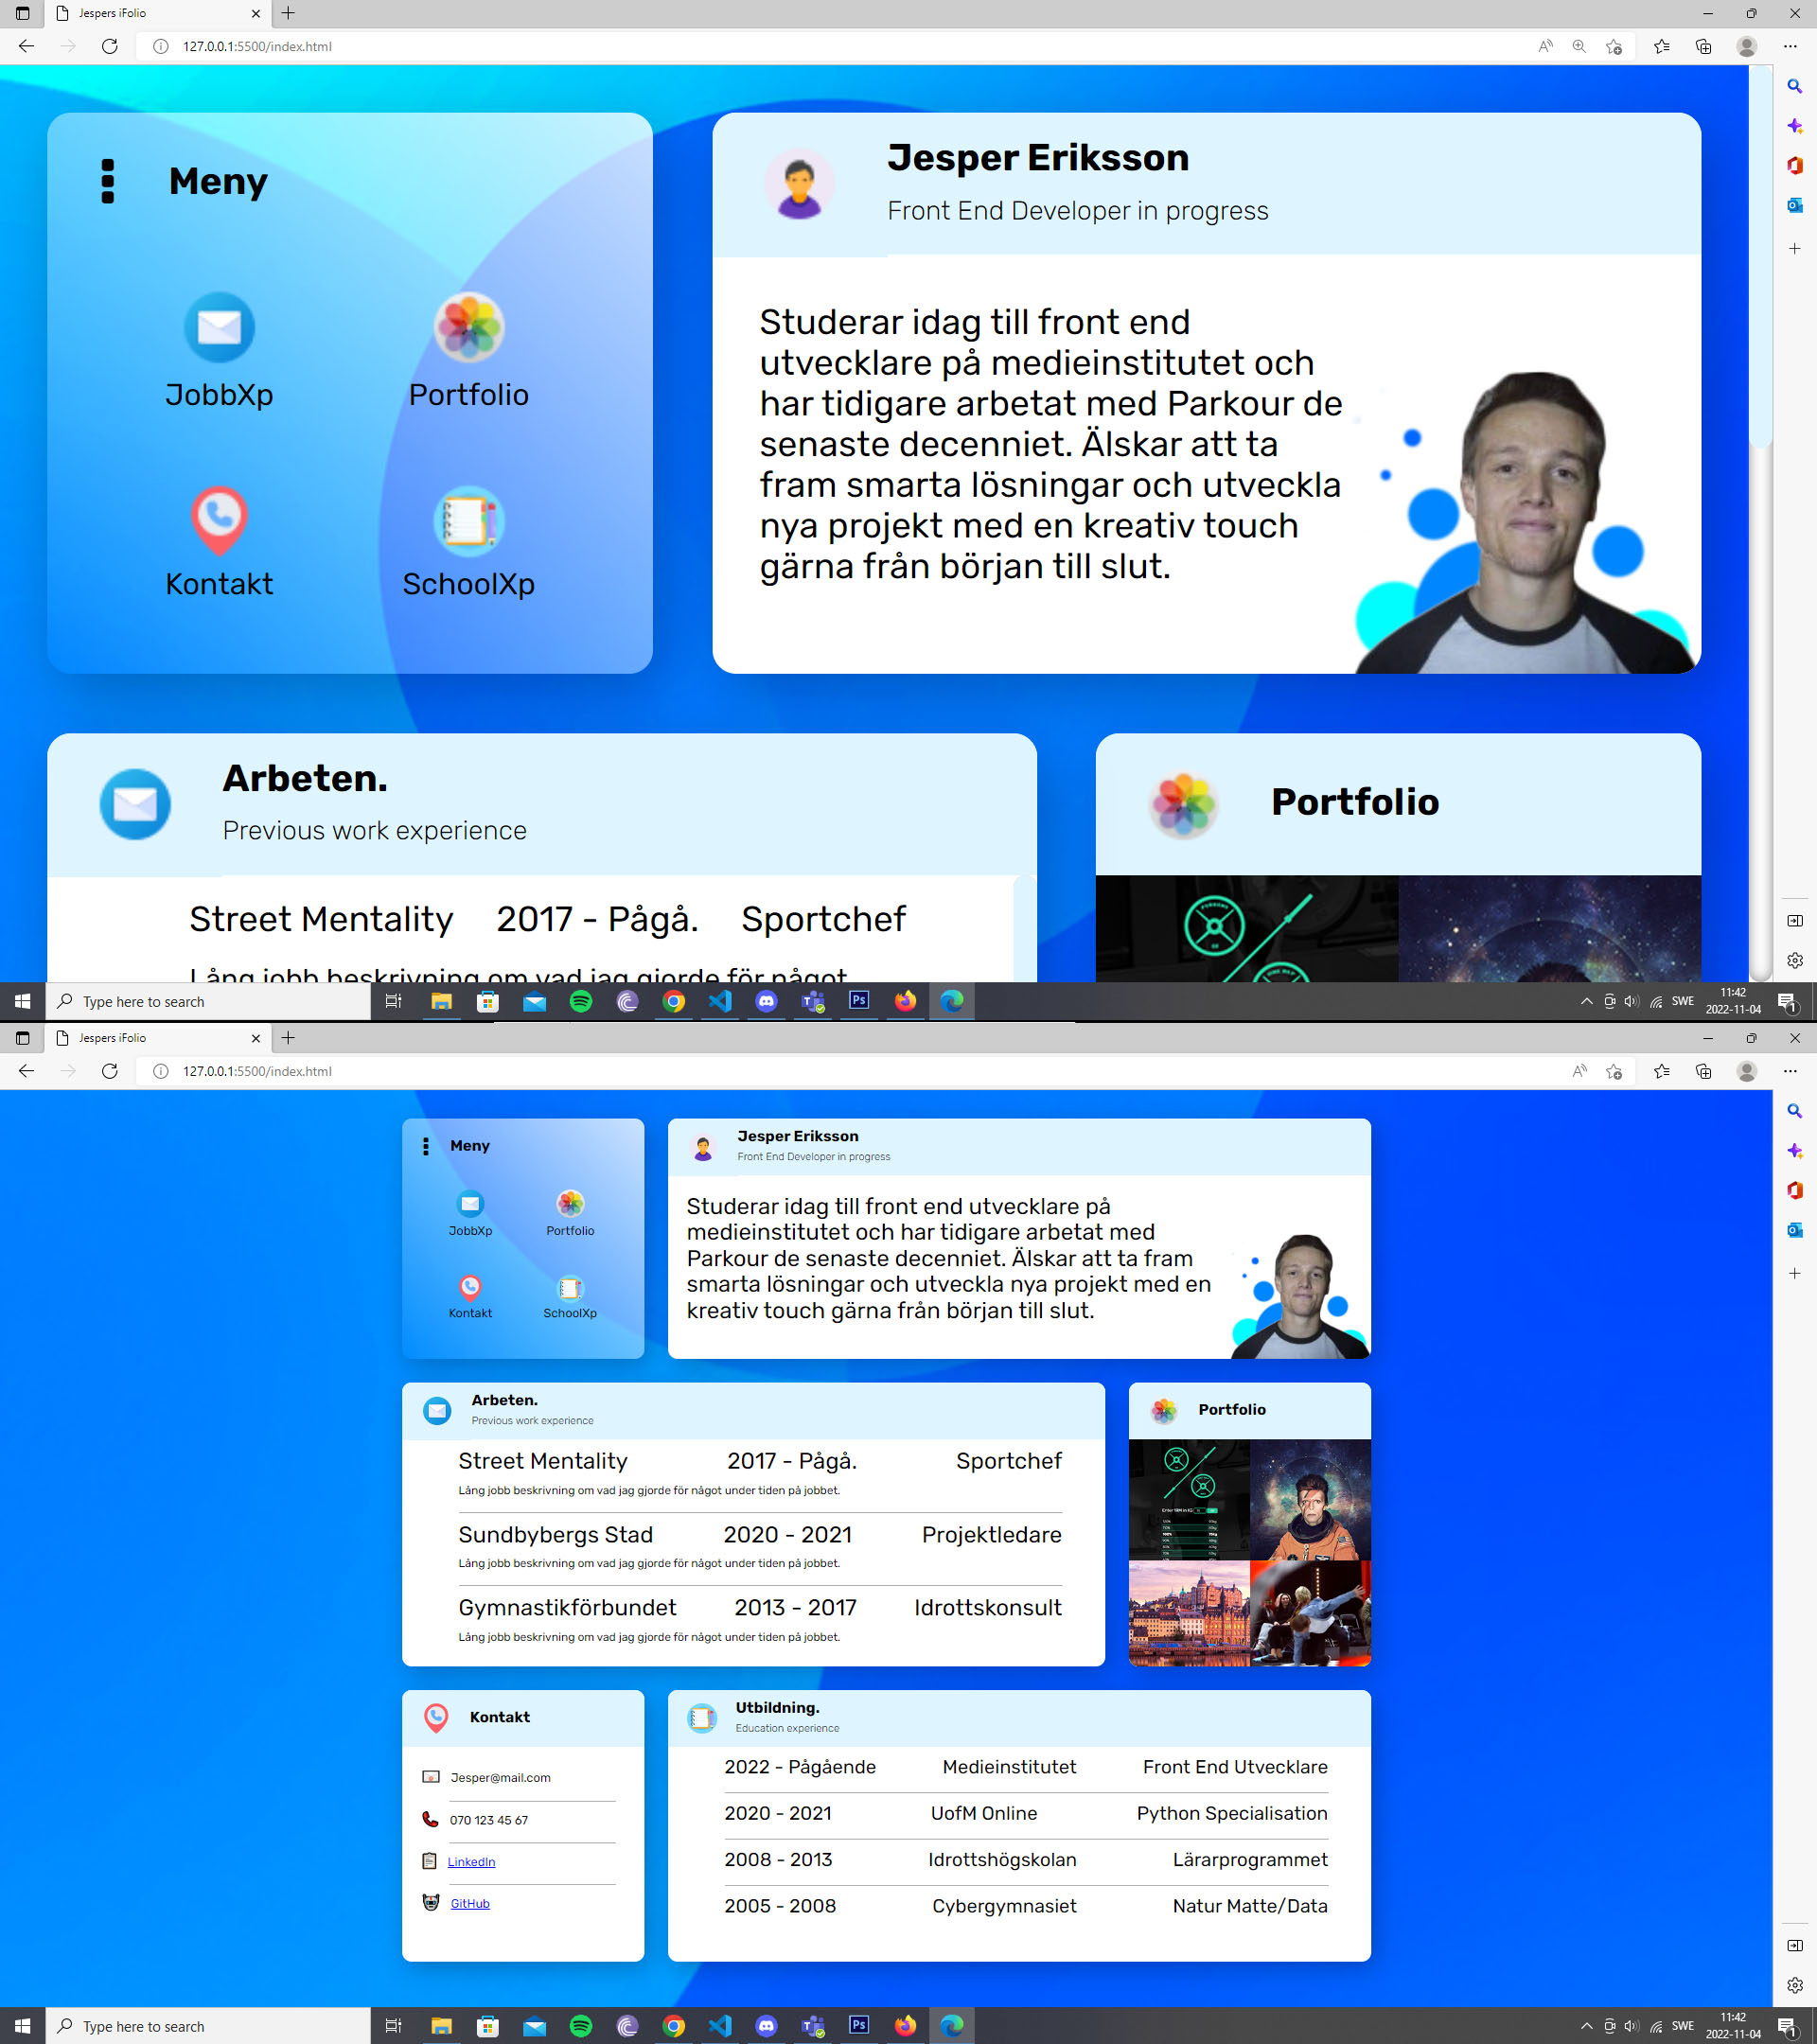 Jespers iFolio
127.0.0.1:5500/index.html
Meny
JobbXp
Portfolio
Kontakt
SchoolXp
Jesper Eriksson
Front End Developer in progress
Studerar idag till front end
utvecklare på medieinstitutet och
har tidigare arbetat med Parkour de
senaste decenniet. Älskar att ta
fram smarta lösningar och utveckla
nya projekt med en kreativ touch
gärna från början till slut.
Arbeten.
Previous work experience
Street Mentality 2017 - Pågå. Sportchef
Lång jobb beskrivning om vad jag gjorde för något
Portfolio
Type here to search
Ps
SWE
11:42
2022-11-04
1
Jespers iFolio
127.0.0.1:5500/index.html
Meny
JobbXp
Portfolio
Kontakt
SchoolXp
Jesper Eriksson
Front End Developer in progress
Studerar idag till front end utvecklare på
medieinstitutet och har tidigare arbetat med
Parkour de senaste decenniet. Älskar att ta fram
smarta lösningar och utveckla nya projekt med en
kreativ touch gärna från början till slut.
Arbeten.
Previous work experience
Street Mentality 2017 - Pågå. Sportchef
Lång jobb beskrivning om vad jag gjorde för något under tiden på jobbet.
Sundbybergs Stad 2020 - 2021 Projektledare
Lång jobb beskrivning om vad jag gjorde för något under tiden på jobbet.
Gymnastikförbundet 2013 - 2017 Idrottskonsult
Lång jobb beskrivning om vad jag gjorde för något under tiden på jobbet.
Portfolio
Kontakt
Jesper@mail.com
070 123 45 67
LinkedIn
GitHub
Utbildning.
Education experience
2022 - Pågående Medieinstitutet Front End Utvecklare
2020 - 2021 UofM Online Python Specialisation
2008 - 2013 Idrottshögskolan Lärarprogrammet
2005 - 2008 Cybergymnasiet Natur Matte/Data
Type here to search
Ps
SWE
11:42
2022-11-04
1